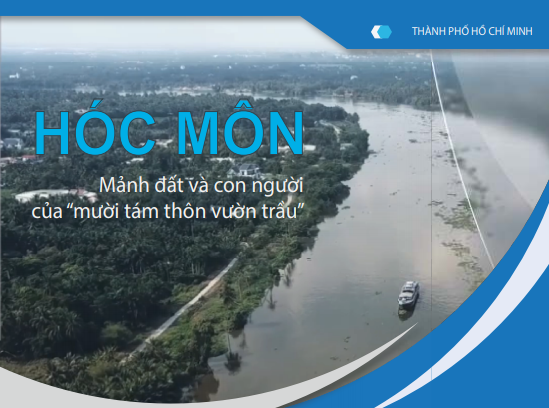 THÀNH PHỐ HỒ CHÍ MINH
HÓC MÔN
Mảnh đất và con người
của “mười tám thôn vườn trầu”